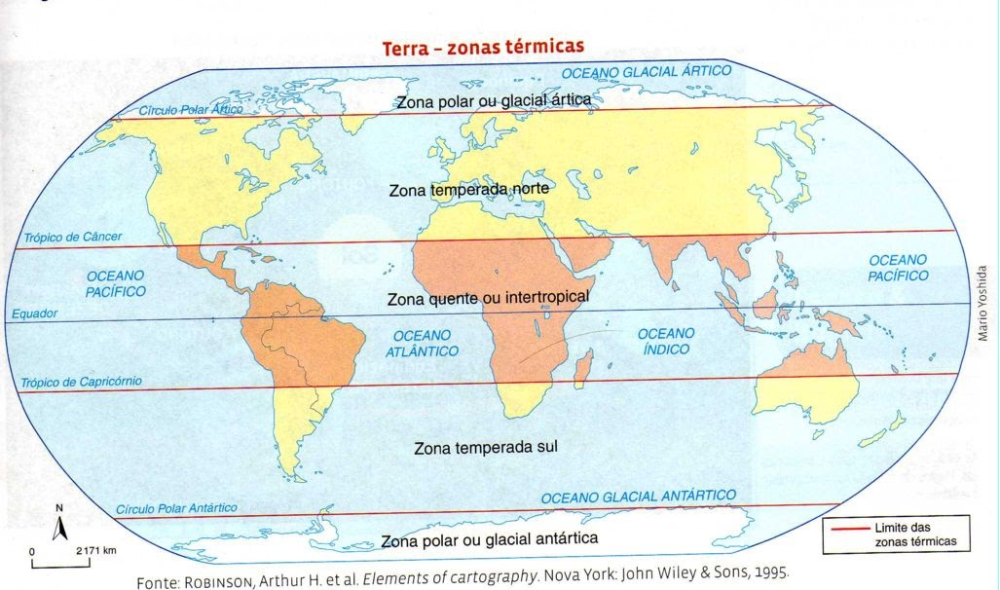 Terra – zonas térmicas
OCEANO GLACIAL ÁRTICO
Zona polar ou glacial ártica
Círculo Polar Ártico
Zona temperada norte
Trópico de Câncer
OCEANO
PACÍFICO
OCEANO
PACÍFICO
Zona quente ou intertropical
Equador
OCEANO
ATLÂNTICO
OCEANO
ÍNDICO
Trópico de Capricórnio
Zona temperada sul
OCEANO GLACIAL ANTÁRTICO
Círculo Polar Antártico
Zona polar ou glacial antártica
N
0 2 171 km
Limite das
zonas térmicas
Mario Yoshida
Fonte: ROBINSON, Arthur H. et al. Elements of cartography. Nova York: John Wiley & Sons, 1995.